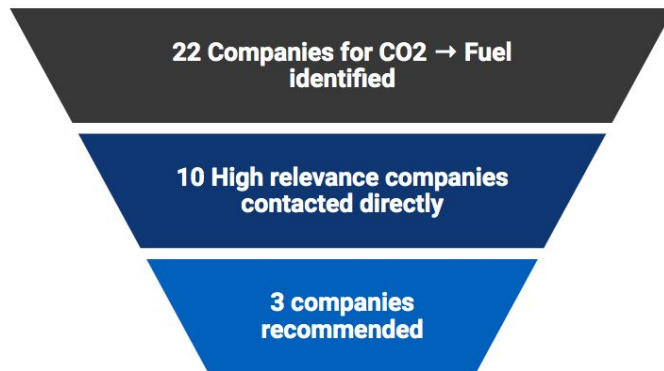 22 Companies for CO2 → Fuel
identified
10 High relevance companies
contacted directly
3 companies
recommended